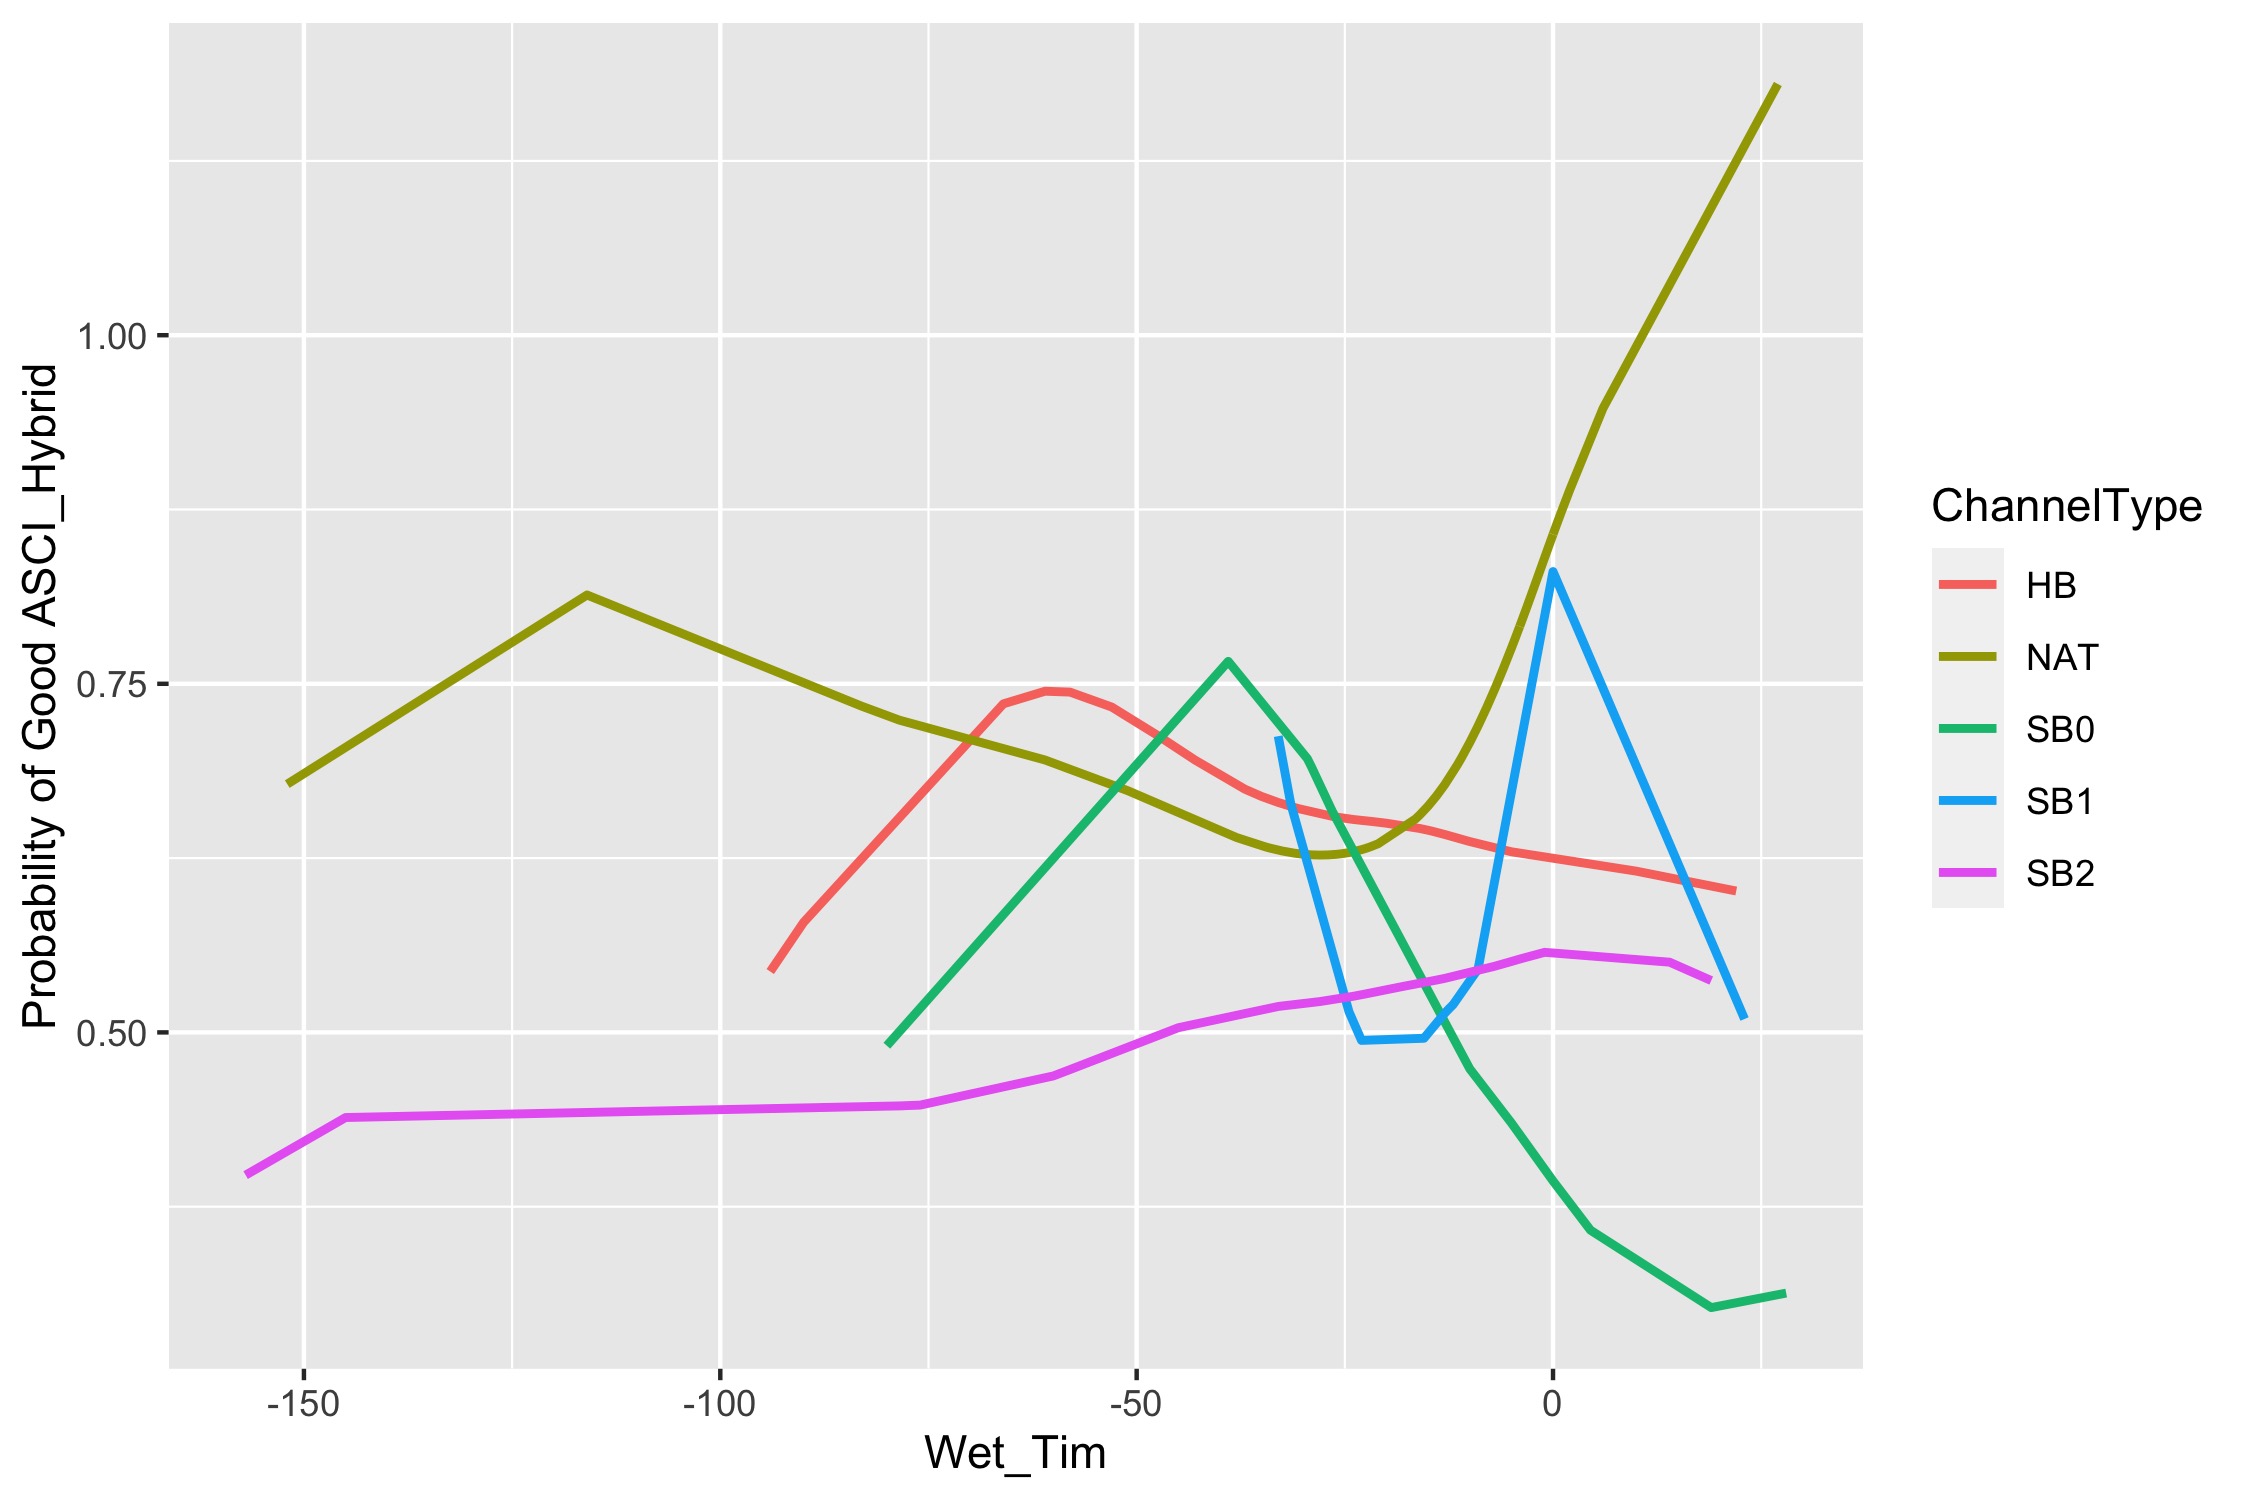 Probability of Good ASCI_Hybrid
1.00
0.75
0.50
-150
-100
-50
0
Wet_Tim
ChannelType
HB
NAT
SB0
SB1
SB2